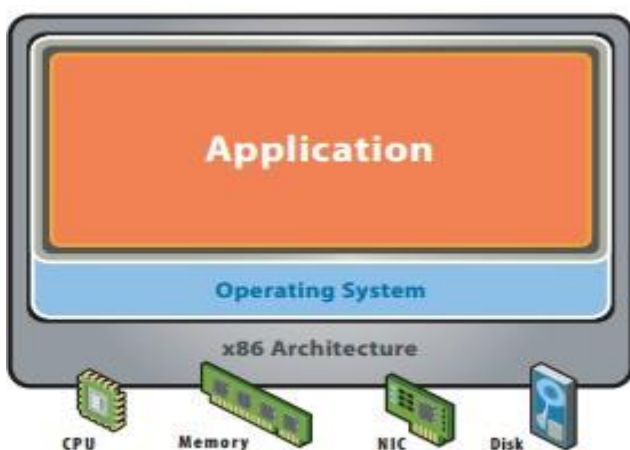 Application
Operating System
x86 Architecture
CPU
Memory
NIC
Disk